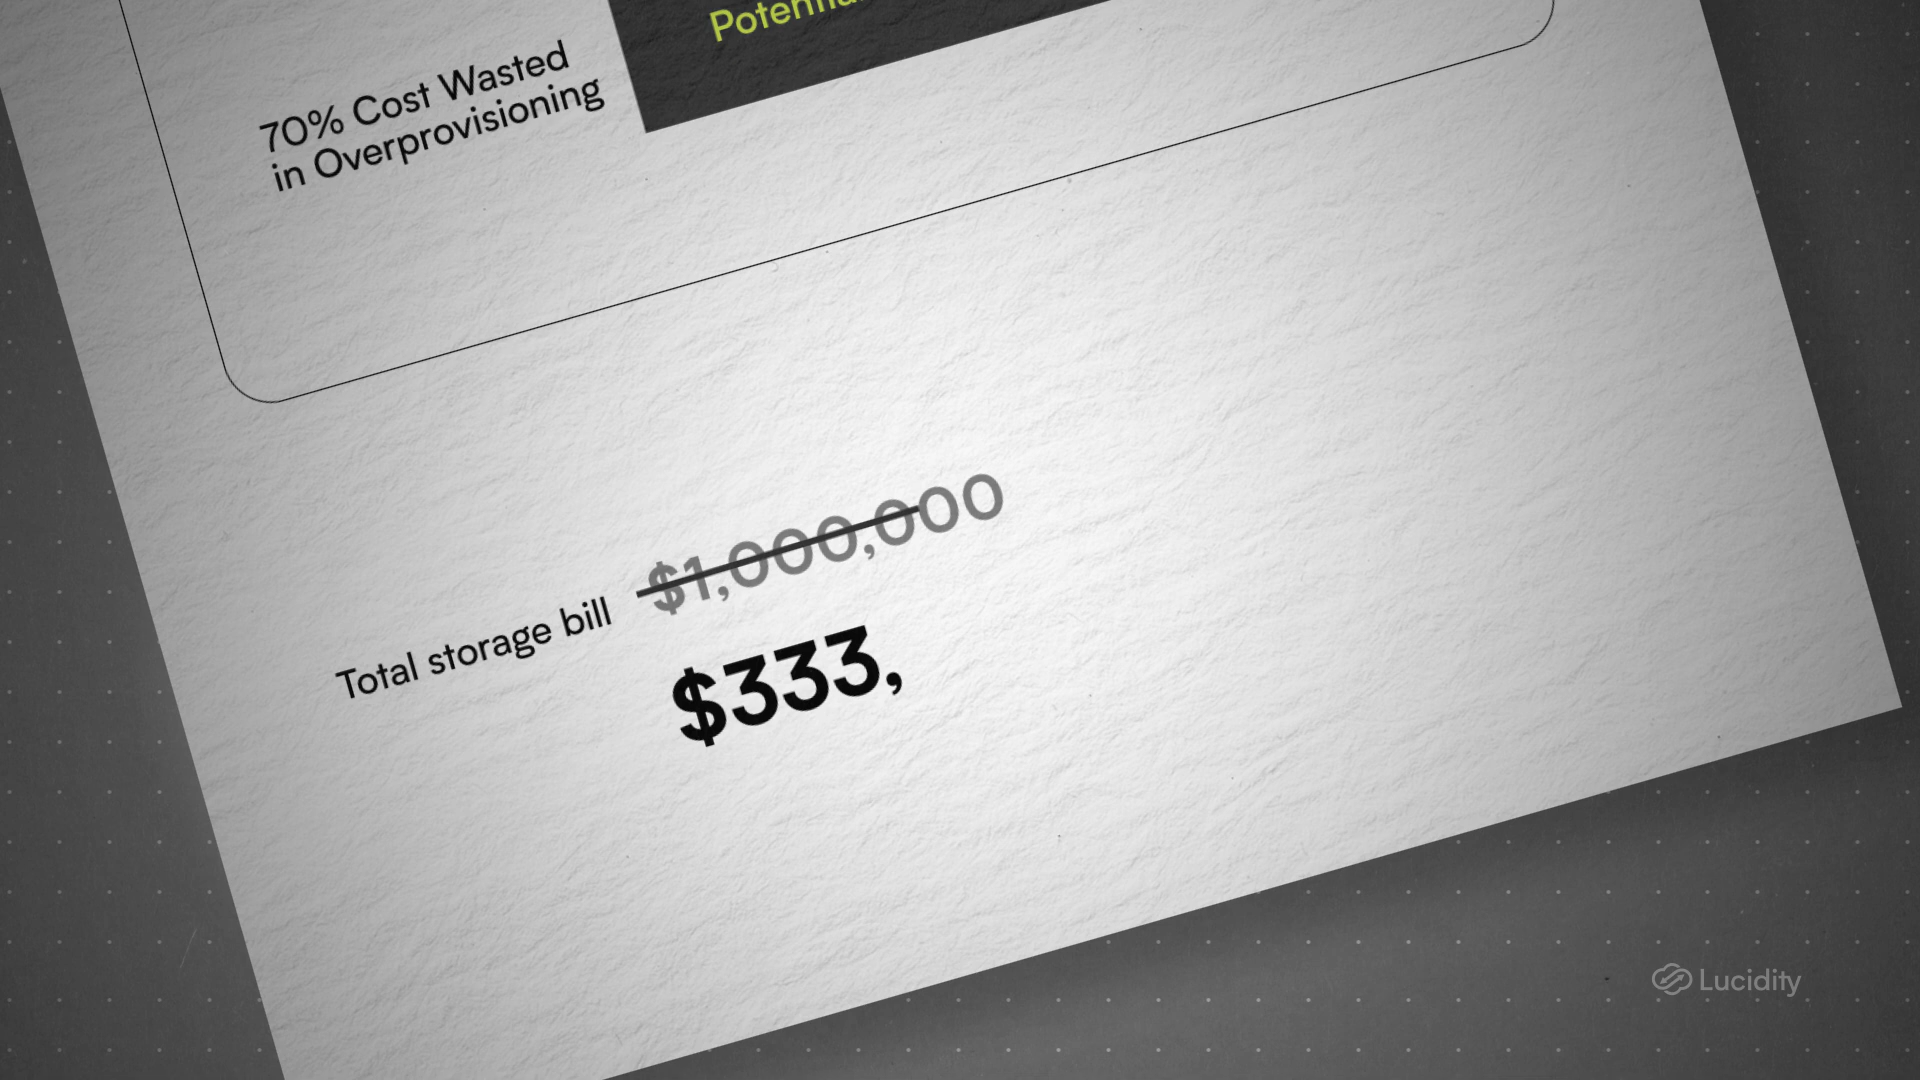 70% Cost Wasted
in Overprovisioning
Total storage bill
$1,000,000
$333,
Lucidity